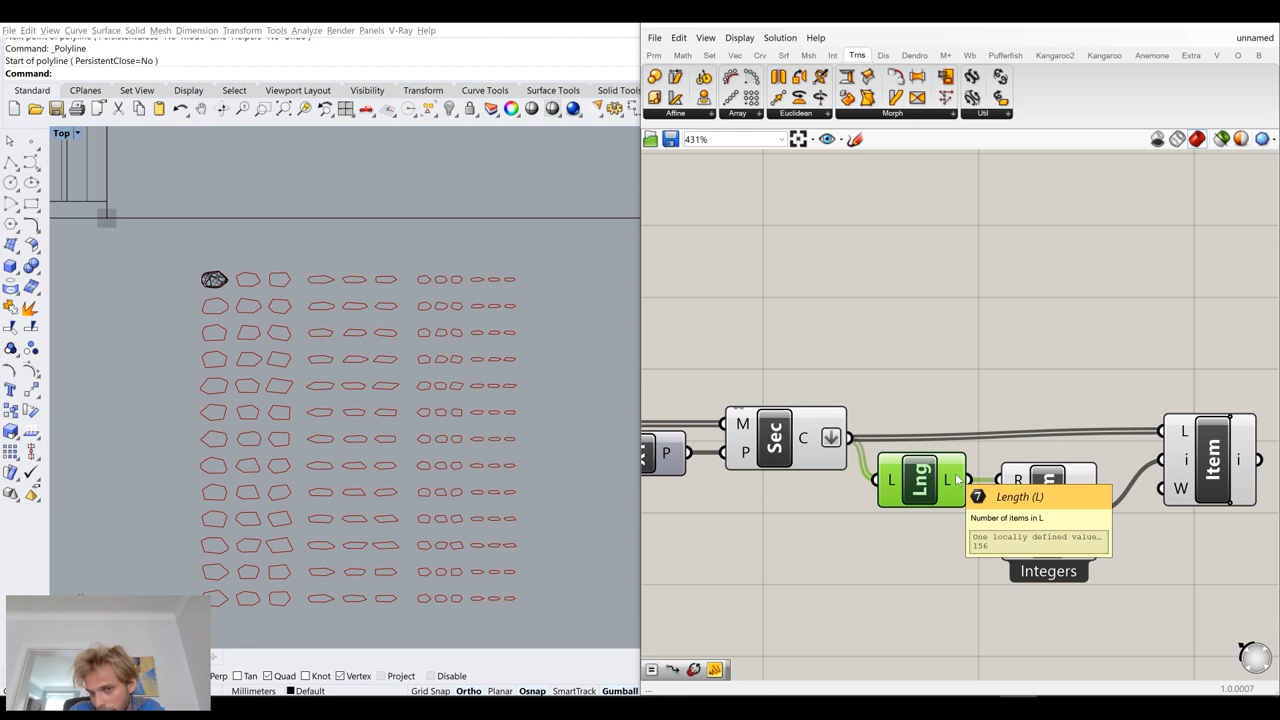 File Edit View Curve Surface Solid Mesh Dimension Transform Tools Analyze Render Panels V-Ray Help
Command: _Polyline
Start of polyline ( PersistentClose=No )
Command:
Standard CPlanes Set View Display Select Viewport Layout Visibility Transform Curve Tools Surface Tools Solid Tools
Top
Tan Quad Knot Vertex Project Disable
Millimeters Default Grid Snap Ortho Planar Osnap SmartTrack Gumball
File Edit View Display Solution Help unnamed
Prm Math Set Vec Crv Srf Msh Int Trns Dis Dendro M+ Wb Pufferfish Kangaroo2 Kangaroo Anemone Extra V O B
Affine Array Euclidean Morph Util
431%
M
P Sec C
P
L Lng L
R
L
i Item i
W
7 Length (L)
Number of items in L
One locally defined value…
156
Integers
...
1.0.0007